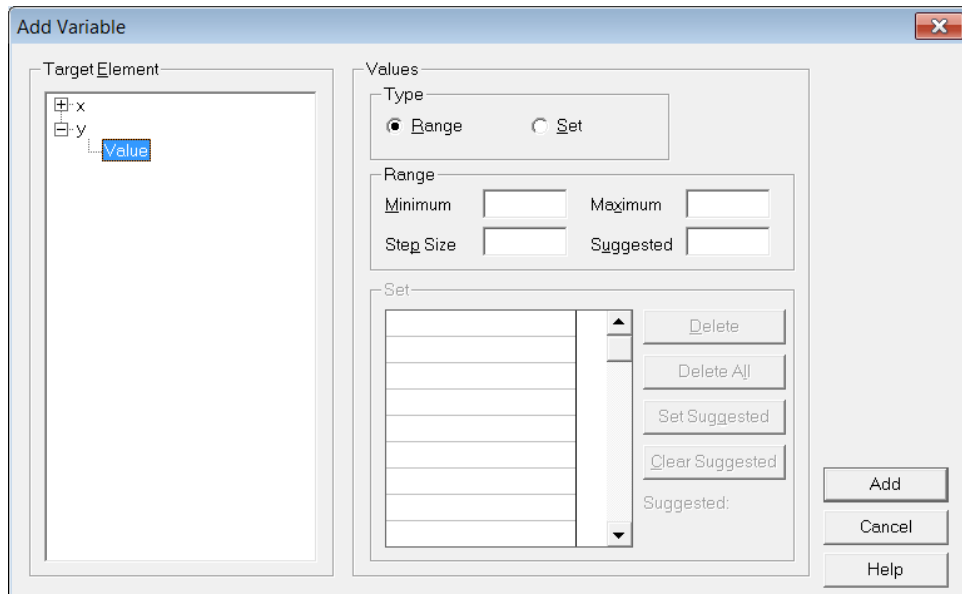 Add Variable
Target Element
x
y
Value
Values
Type
Range
Set
Range
Minimum
Maximum
Step Size
Suggested
Set
Delete
Delete All
Set Suggested
Clear Suggested
Suggested:
Add
Cancel
Help